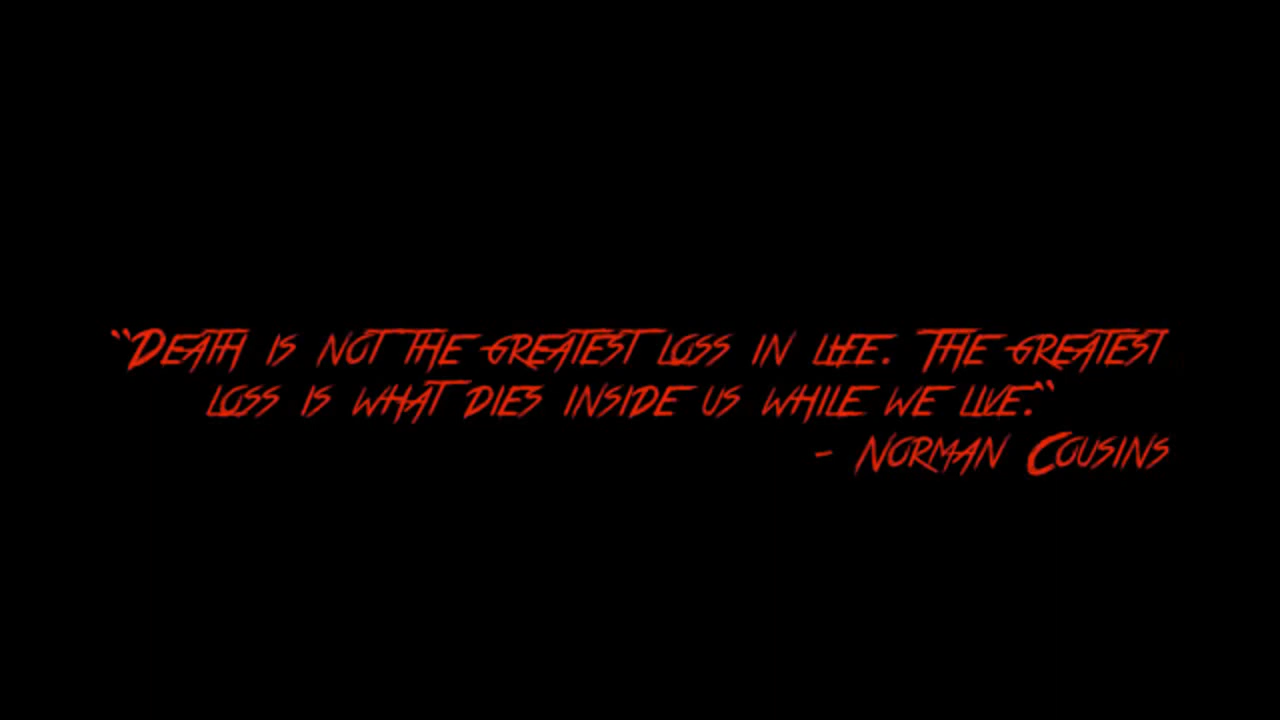 “Death is not the greatest loss in life. The greatest
loss is what dies inside us while we live.“
- Norman Cousins